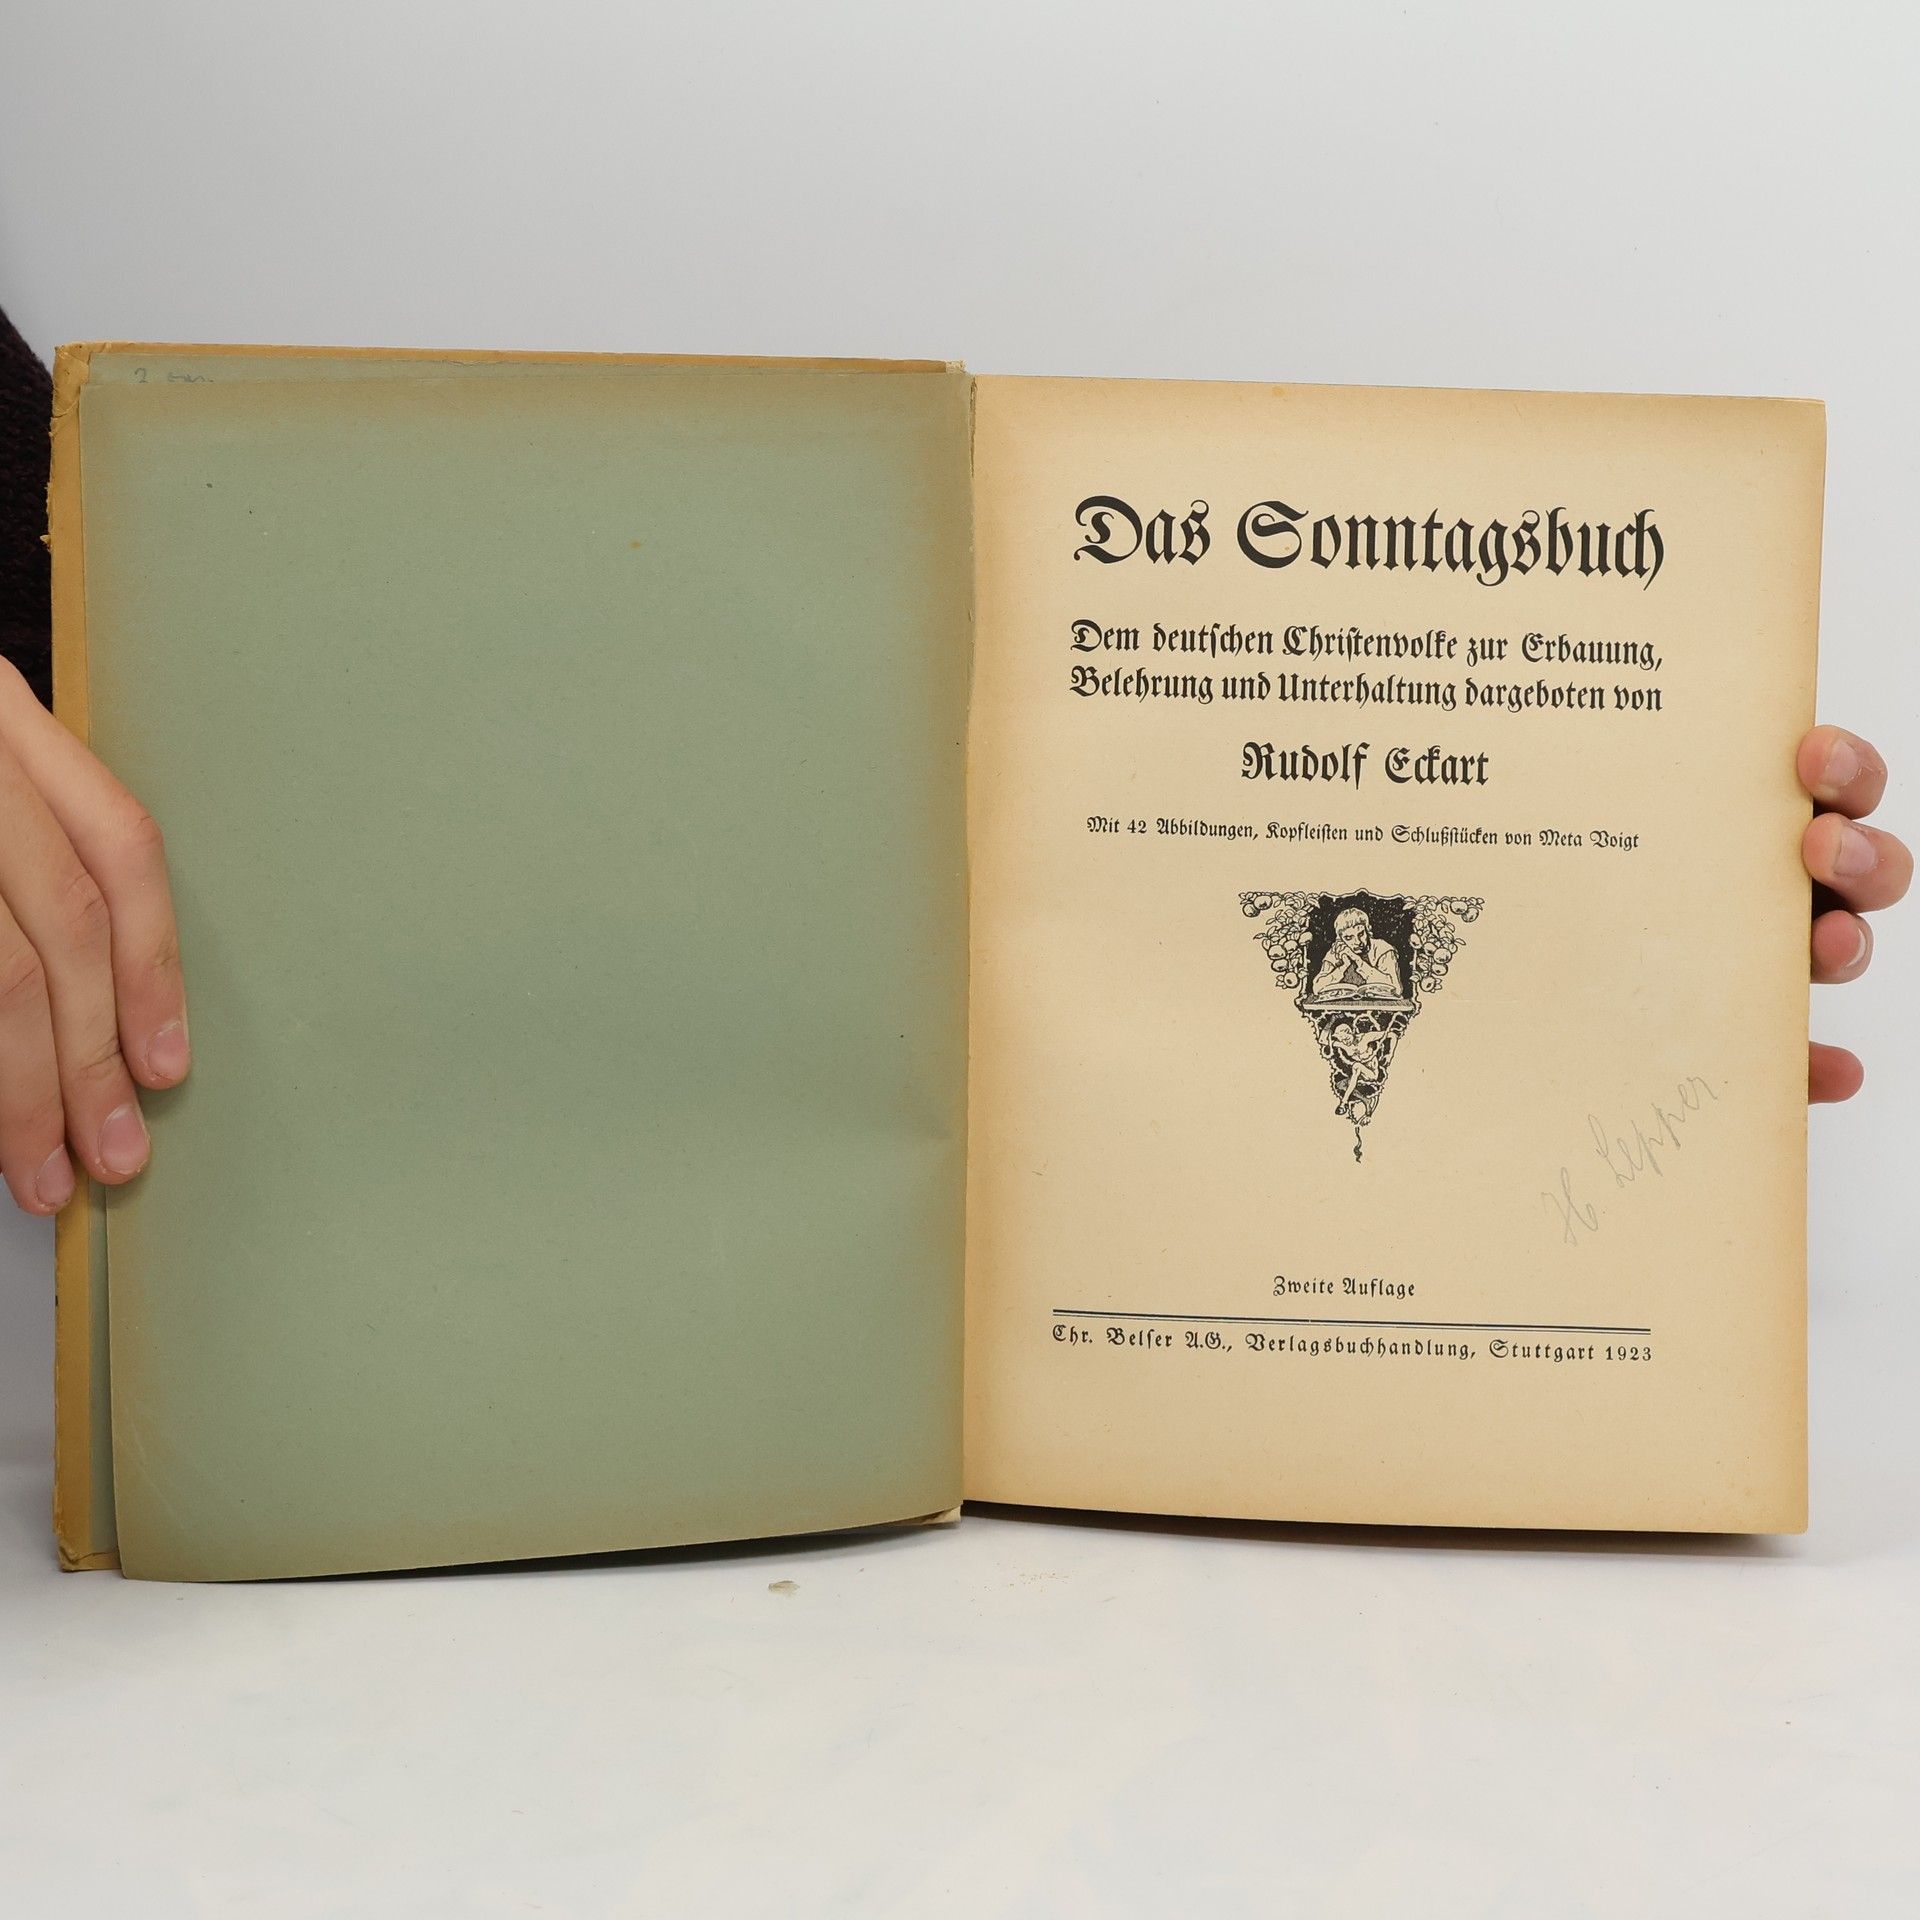 Das Sonntagsbuch
Dem deutſchen Chriſtenvolke zur Erbauung,
Belehrung und Unterhaltung dargeboten von
Rudolf Eckart
Mit 42 Abbildungen, Kopfleiſten und Schlußſtücken von Meta Voigt
H Lepper
Zweite Auflage
Chr. Belſer A.G., Verlagsbuchhandlung, Stuttgart 1923